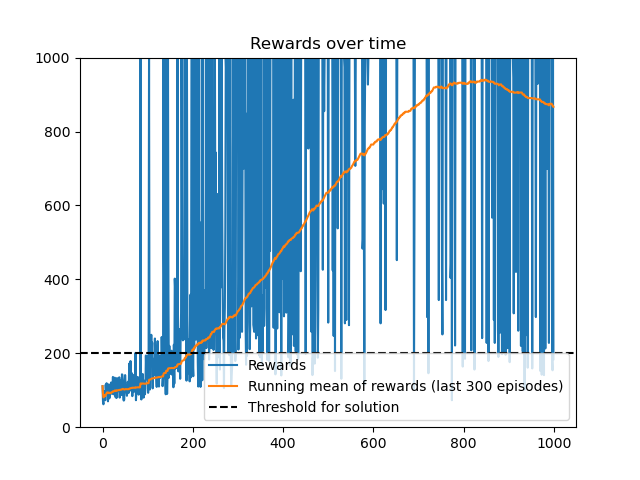 Rewards over time
1000
800
600
400
200
0
0 200 400 600 800 1000
Rewards
Running mean of rewards (last 300 episodes)
Threshold for solution